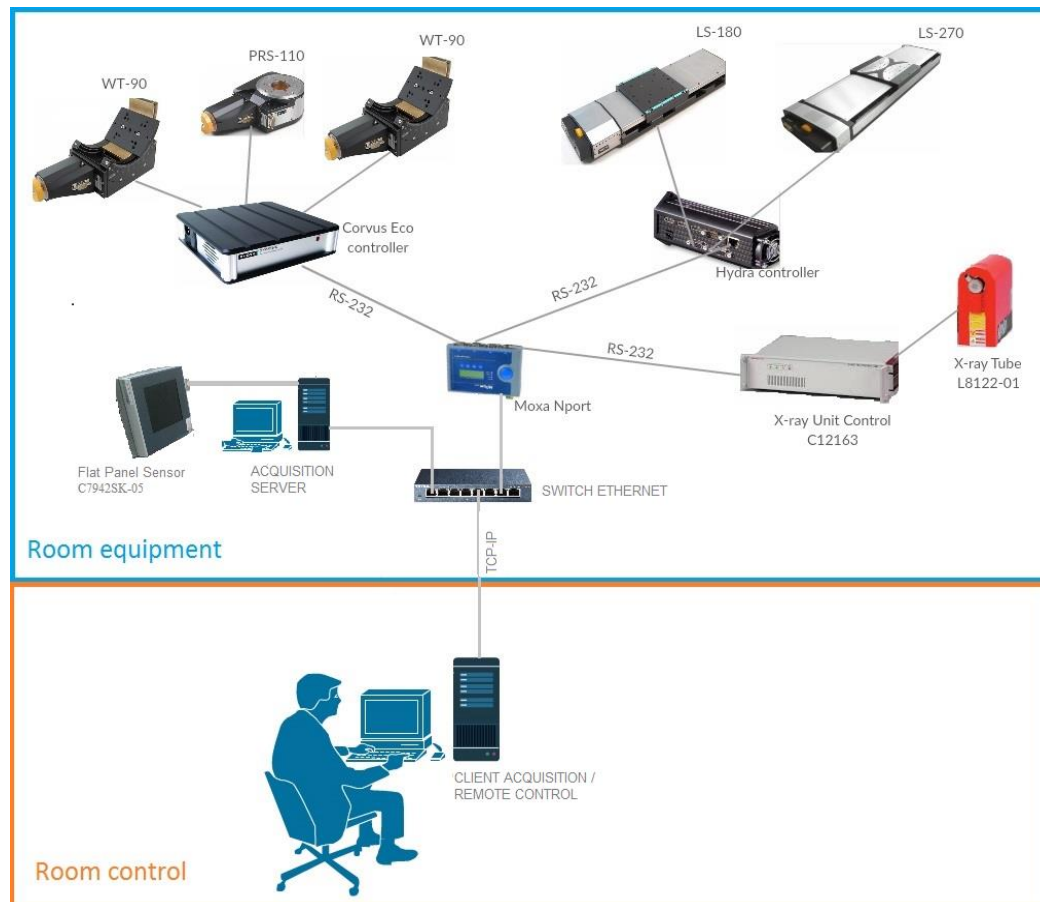 WT-90
PRS-110
WT-90
LS-180
LS-270
Corvus Eco
controller
Hydra controller
RS-232
RS-232
RS-232
X-ray Tube
L8122-01
Moxa Nport
X-ray Unit Control
C12163
Flat Panel Sensor
C7942SK-05
ACQUISITION
SERVER
SWITCH ETHERNET
Room equipment
TCP-IP
CLIENT ACQUISITION /
REMOTE CONTROL
Room control